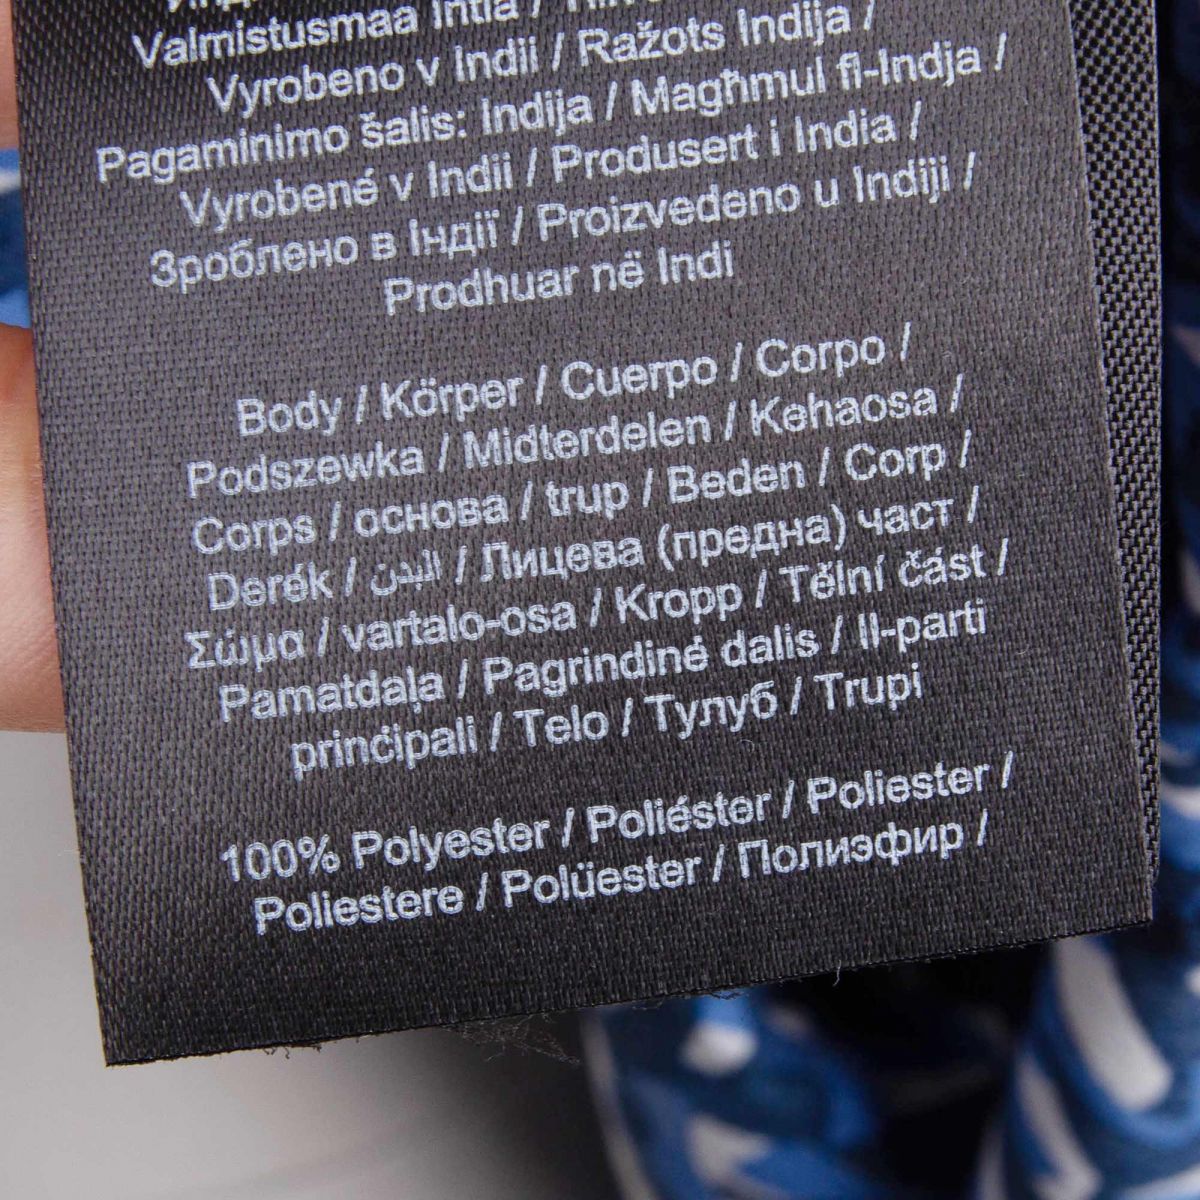 Valmistusmaa Intia /
Vyrobeno v Indii / Ražots Indija /
Pagaminimo šalis: Indija / Magħmul fl-Indja /
Vyrobené v Indii / Produsert i India /
Зроблено в Індії / Proizvedeno u Indiji /
Prodhuar në Indi
Body / Körper / Cuerpo / Corpo /
Podszewka / Midterdelen / Kehaosa /
Corps / основа / trup / Beden / Corp /
Derék / البدن / Лицева (предна) част /
Σώμα / vartalo-osa / Kropp / Tělní část /
Pamatdaļa / Pagrindinė dalis / Il-parti
prinċipali / Telo / Тулуб / Trupi
100% Polyester / Poliéster / Poliester /
Poliestere / Polüester / Полиэфир /